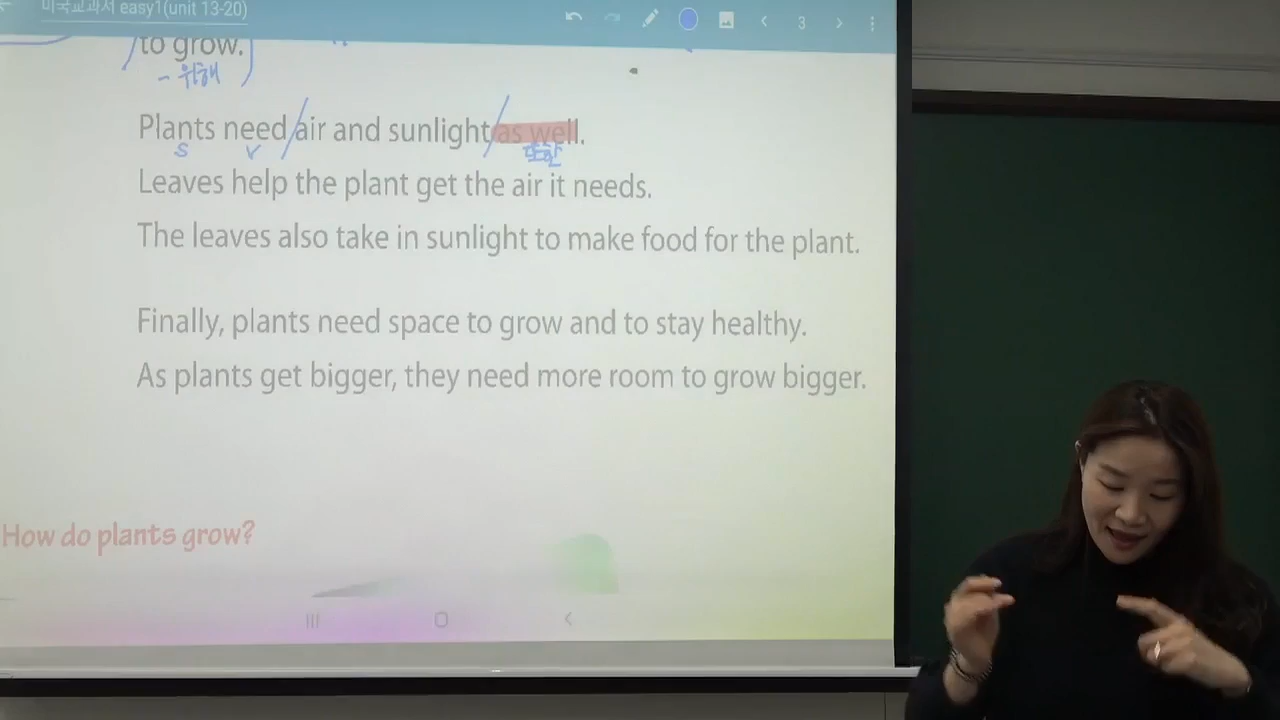 미국교과서 easy1(unit 13-20)
3
to grow.
~위해
Plants need air and sunlight as well.
S V 또한
Leaves help the plant get the air it needs.
The leaves also take in sunlight to make food for the plant.
Finally, plants need space to grow and to stay healthy.
As plants get bigger, they need more room to grow bigger.
How do plants grow?